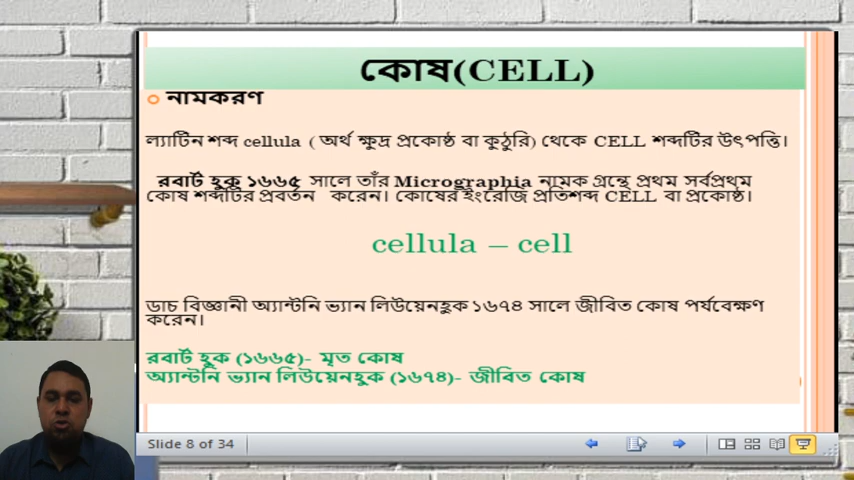 কোষ(CELL)
নামকরণ
ল্যাটিন শব্দ cellula ( অর্থ ক্ষুদ্র প্রকোষ্ঠ বা কুঠুরি) থেকে CELL শব্দটির উৎপত্তি।
রবার্ট হুক ১৬৬৫ সালে তাঁর Micrographia নামক গ্রন্থে প্রথম সর্বপ্রথম
কোষ শব্দটির প্রবর্তন করেন। কোষের ইংরেজি প্রতিশব্দ CELL বা প্রকোষ্ঠ।
cellula – cell
ডাচ বিজ্ঞানী অ্যান্টনি ভ্যান লিউয়েনহুক ১৬৭৪ সালে জীবিত কোষ পর্যবেক্ষণ
করেন।
রবার্ট হুক (১৬৬৫)- মৃত কোষ
অ্যান্টনি ভ্যান লিউয়েনহুক (১৬৭৪)- জীবিত কোষ
Slide 8 of 34